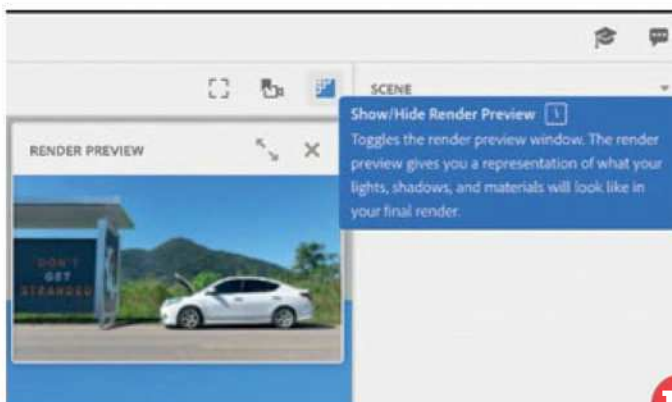 SCENE
Show/Hide Render Preview \
Toggles the render preview window. The render
preview gives you a representation of what your
lights, shadows, and materials will look like in
your final render.
RENDER PREVIEW
DON'T
GET
STRANDED